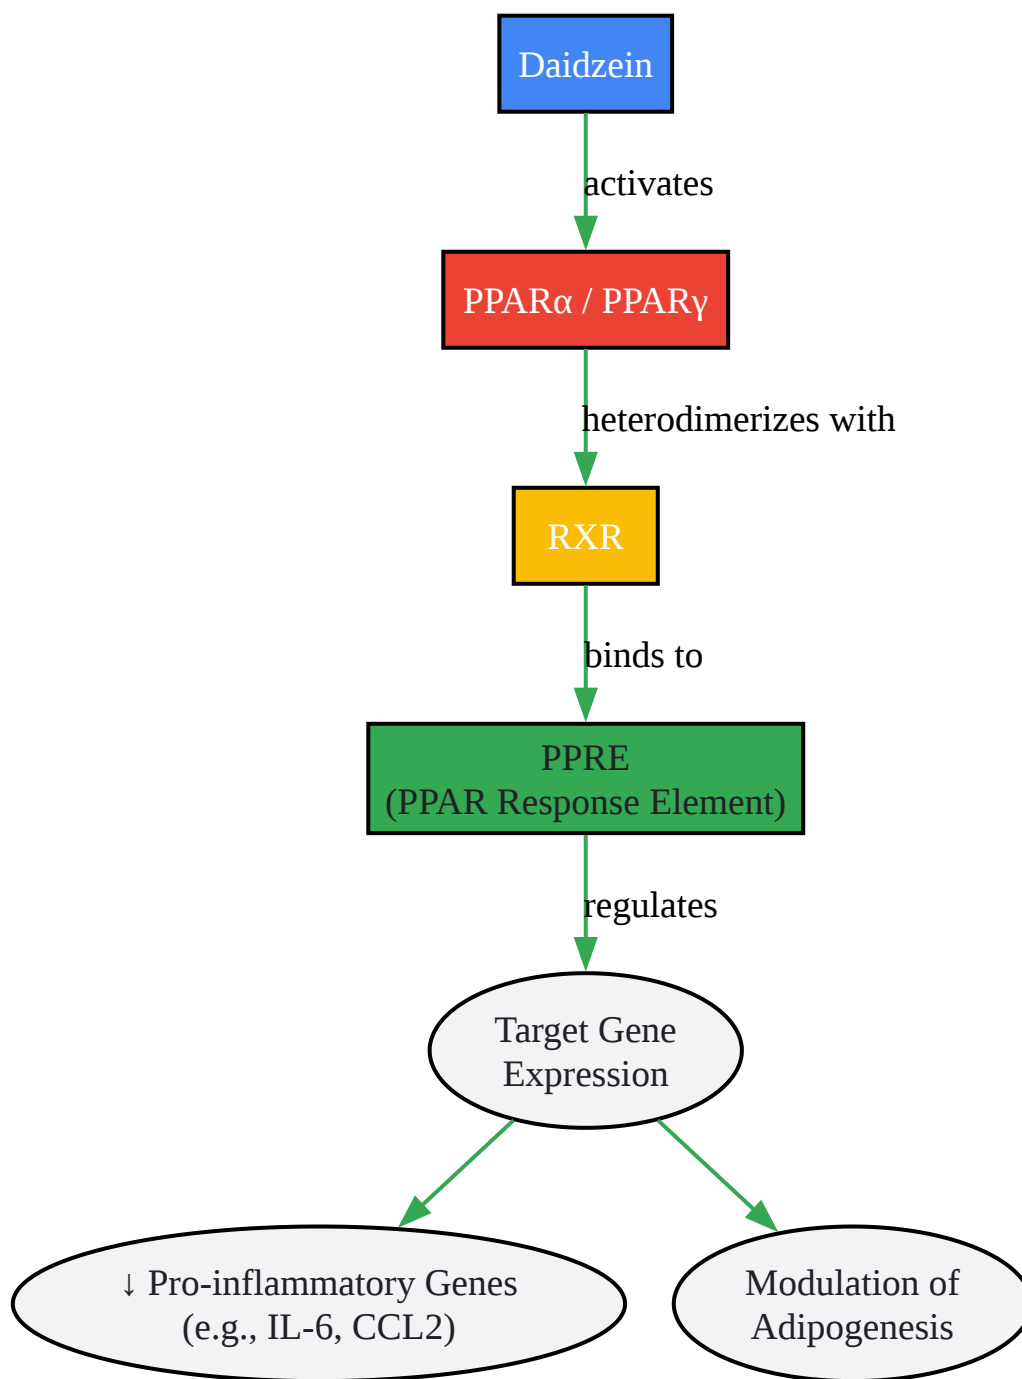 Daidzein
activates
PPARα / PPARγ
heterodimerizes with
RXR
binds to
PPRE
(PPAR Response Element)
regulates
Target Gene
Expression
↓ Pro-inflammatory Genes
(e.g., IL-6, CCL2)
Modulation of
Adipogenesis